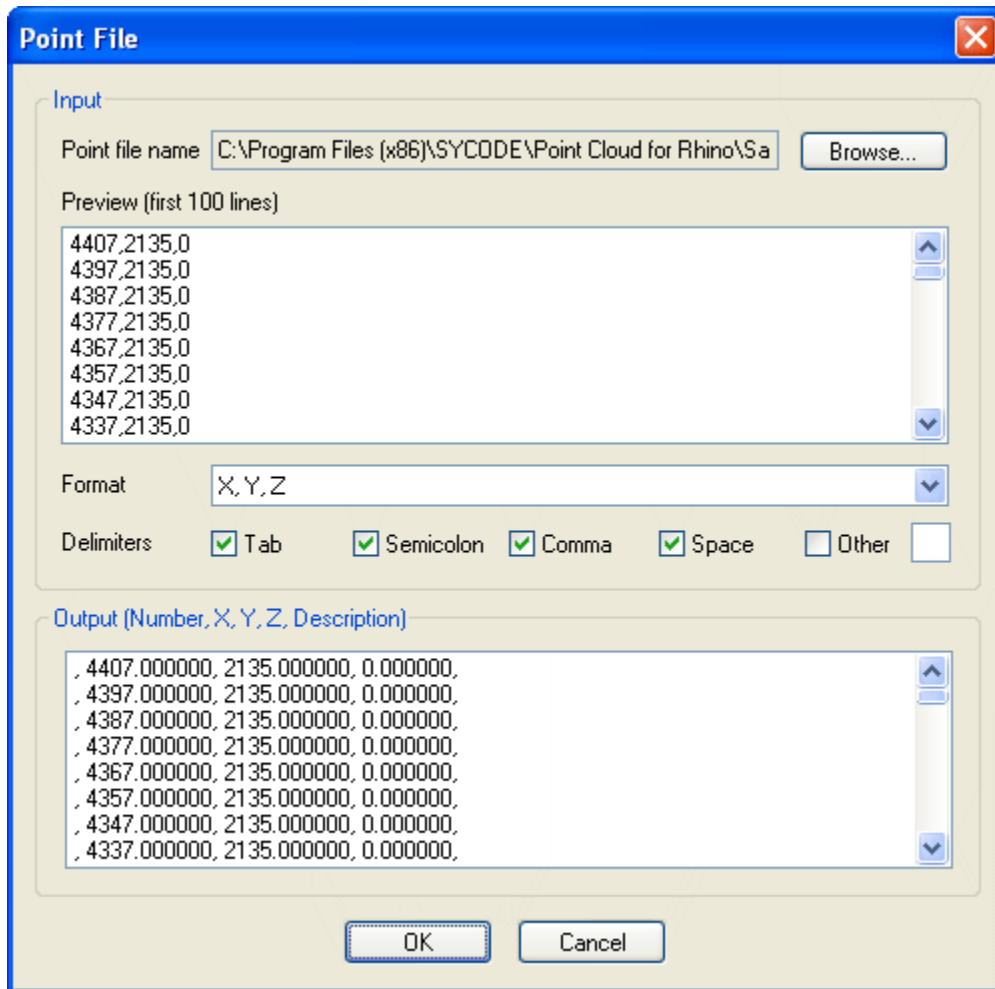 Point File
Input
Point file name C:\Program Files (x86)\SYCODE\Point Cloud for Rhino\Sa Browse...
Preview (first 100 lines)
4407,2135,0
4397,2135,0
4387,2135,0
4377,2135,0
4367,2135,0
4357,2135,0
4347,2135,0
4337,2135,0
Format X, Y, Z
Delimiters Tab Semicolon Comma Space Other
Output (Number, X, Y, Z, Description)
, 4407.000000, 2135.000000, 0.000000,
, 4397.000000, 2135.000000, 0.000000,
, 4387.000000, 2135.000000, 0.000000,
, 4377.000000, 2135.000000, 0.000000,
, 4367.000000, 2135.000000, 0.000000,
, 4357.000000, 2135.000000, 0.000000,
, 4347.000000, 2135.000000, 0.000000,
, 4337.000000, 2135.000000, 0.000000,
OK Cancel